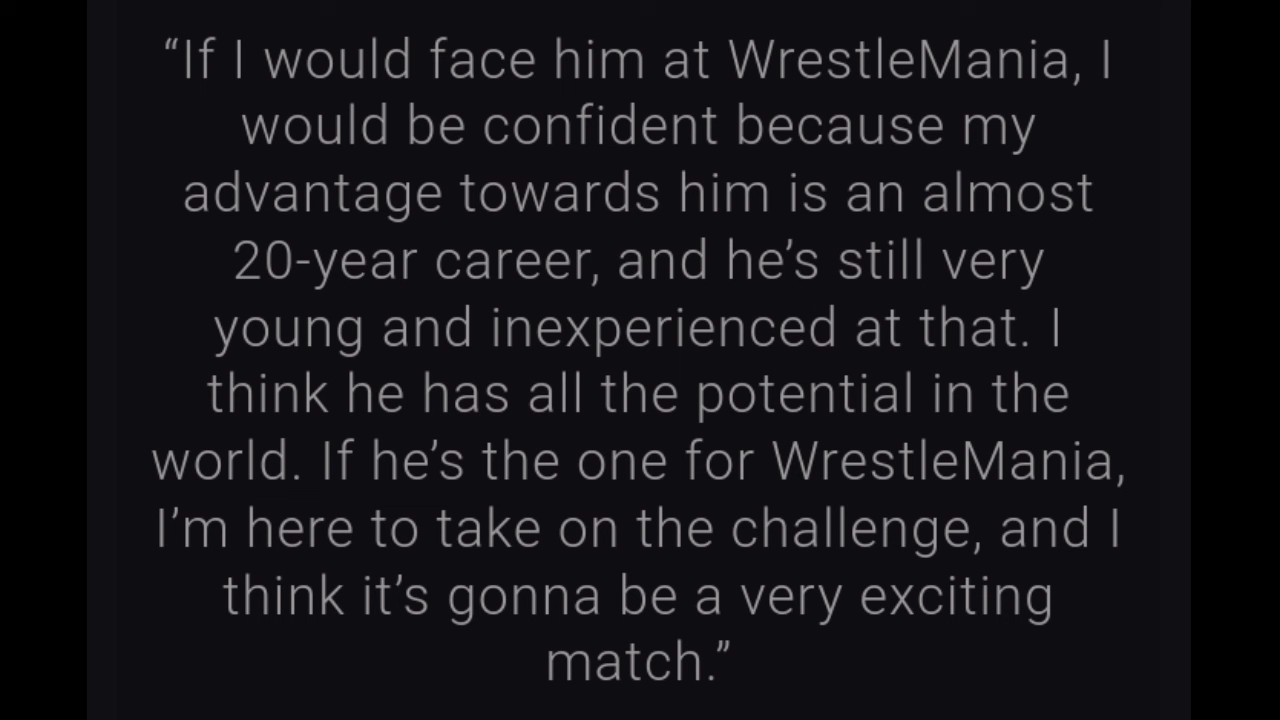 “If I would face him at WrestleMania, I
would be confident because my
advantage towards him is an almost
20-year career, and he’s still very
young and inexperienced at that. I
think he has all the potential in the
world. If he’s the one for WrestleMania,
I’m here to take on the challenge, and I
think it’s gonna be a very exciting
match.”